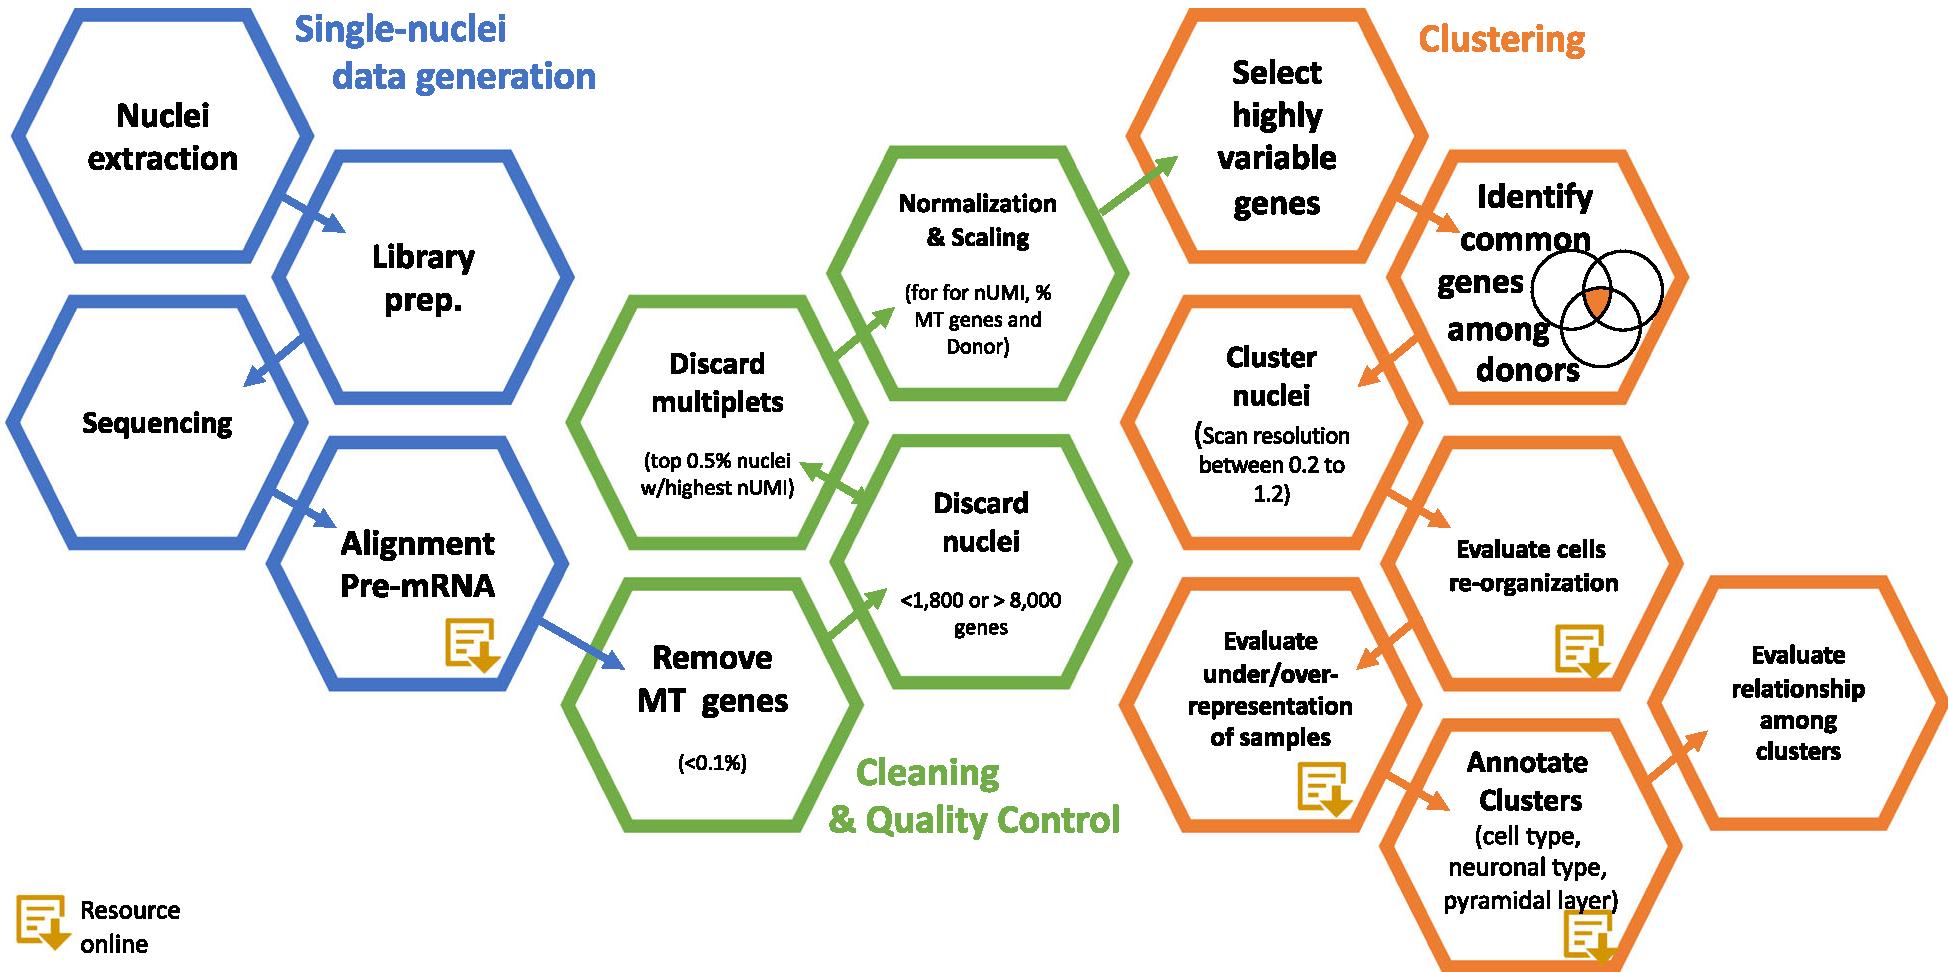 Single-nuclei
data generation
Nuclei
extraction
Library
prep.
Sequencing
Alignment
Pre-mRNA
Remove
MT genes
(<0.1%)
Cleaning
& Quality Control
Discard
nuclei
<1,800 or > 8,000
genes
Discard
multiplets
(top 0.5% nuclei
w/highest nUMI)
Normalization
& Scaling
(for for nUMI, %
MT genes and
Donor)
Clustering
Select
highly
variable
genes
Identify
common
genes
among
donors
Cluster
nuclei
(Scan resolution
between 0.2 to
1.2)
Evaluate cells
re-organization
Evaluate
under/over-
representation
of samples
Annotate
Clusters
(cell type,
neuronal type,
pyramidal layer)
Evaluate
relationship
among
clusters
Resource
online